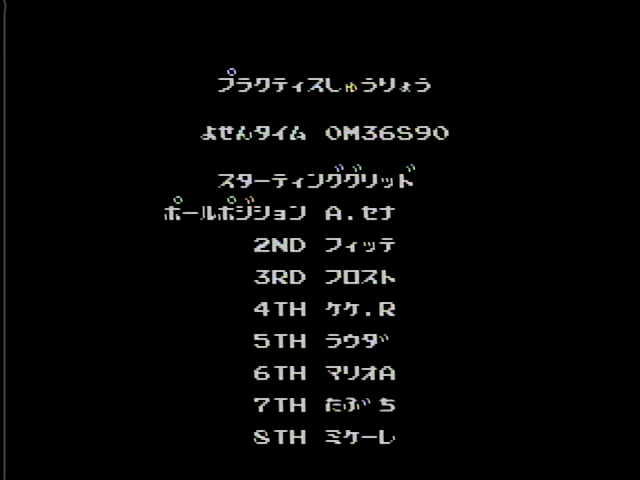 プラクティスしゅうりょう
よせんタイム 0M36S90
スターティンググリッド
ポールポジション A.セナ
2ND フィッテ
3RD フロスト
4TH ケケ.R
5TH ラウダ
6TH マリオA
7TH たぶち
8TH ミケーレ